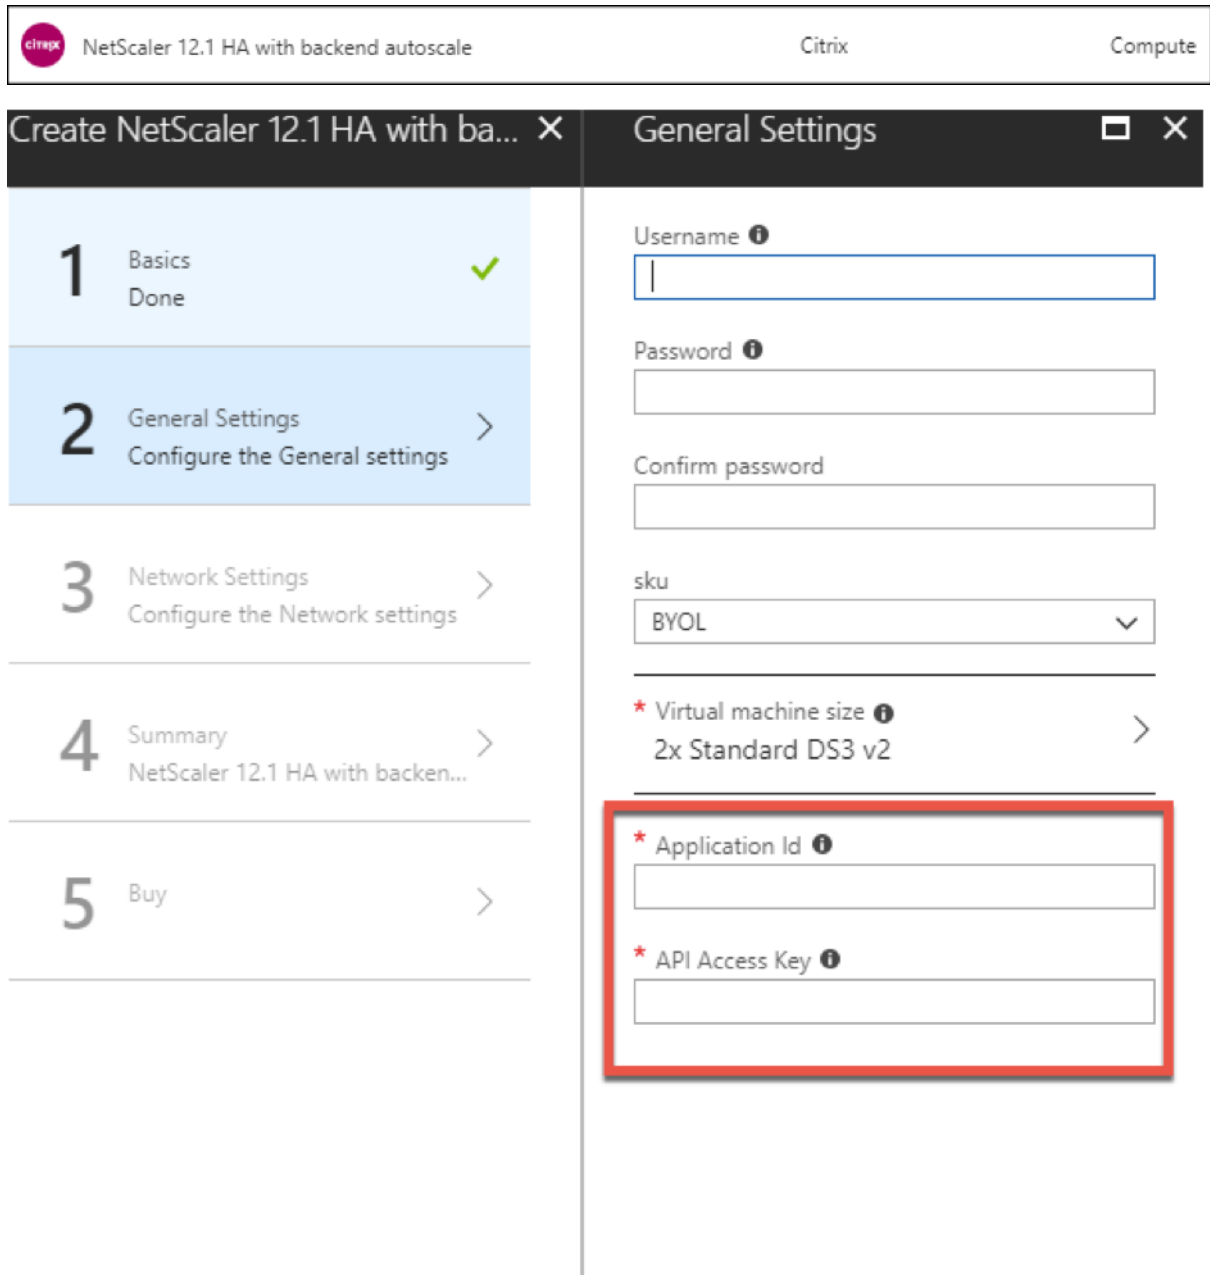 citrix NetScaler 12.1 HA with backend autoscale Citrix Compute
Create NetScaler 12.1 HA with ba...
1 Basics
Done
2 General Settings
Configure the General settings
3 Network Settings
Configure the Network settings
4 Summary
NetScaler 12.1 HA with backen...
5 Buy
General Settings
Username
Password
Confirm password
sku
BYOL
* Virtual machine size
2x Standard DS3 v2
* Application Id
* API Access Key